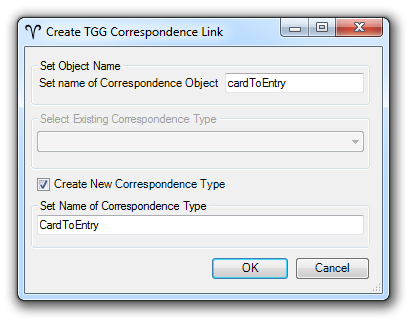 Create TGG Correspondence Link
Set Object Name
Set name of Correspondence Object cardToEntry
Select Existing Correspondence Type
Create New Correspondence Type
Set Name of Correspondence Type
CardToEntry
OK Cancel